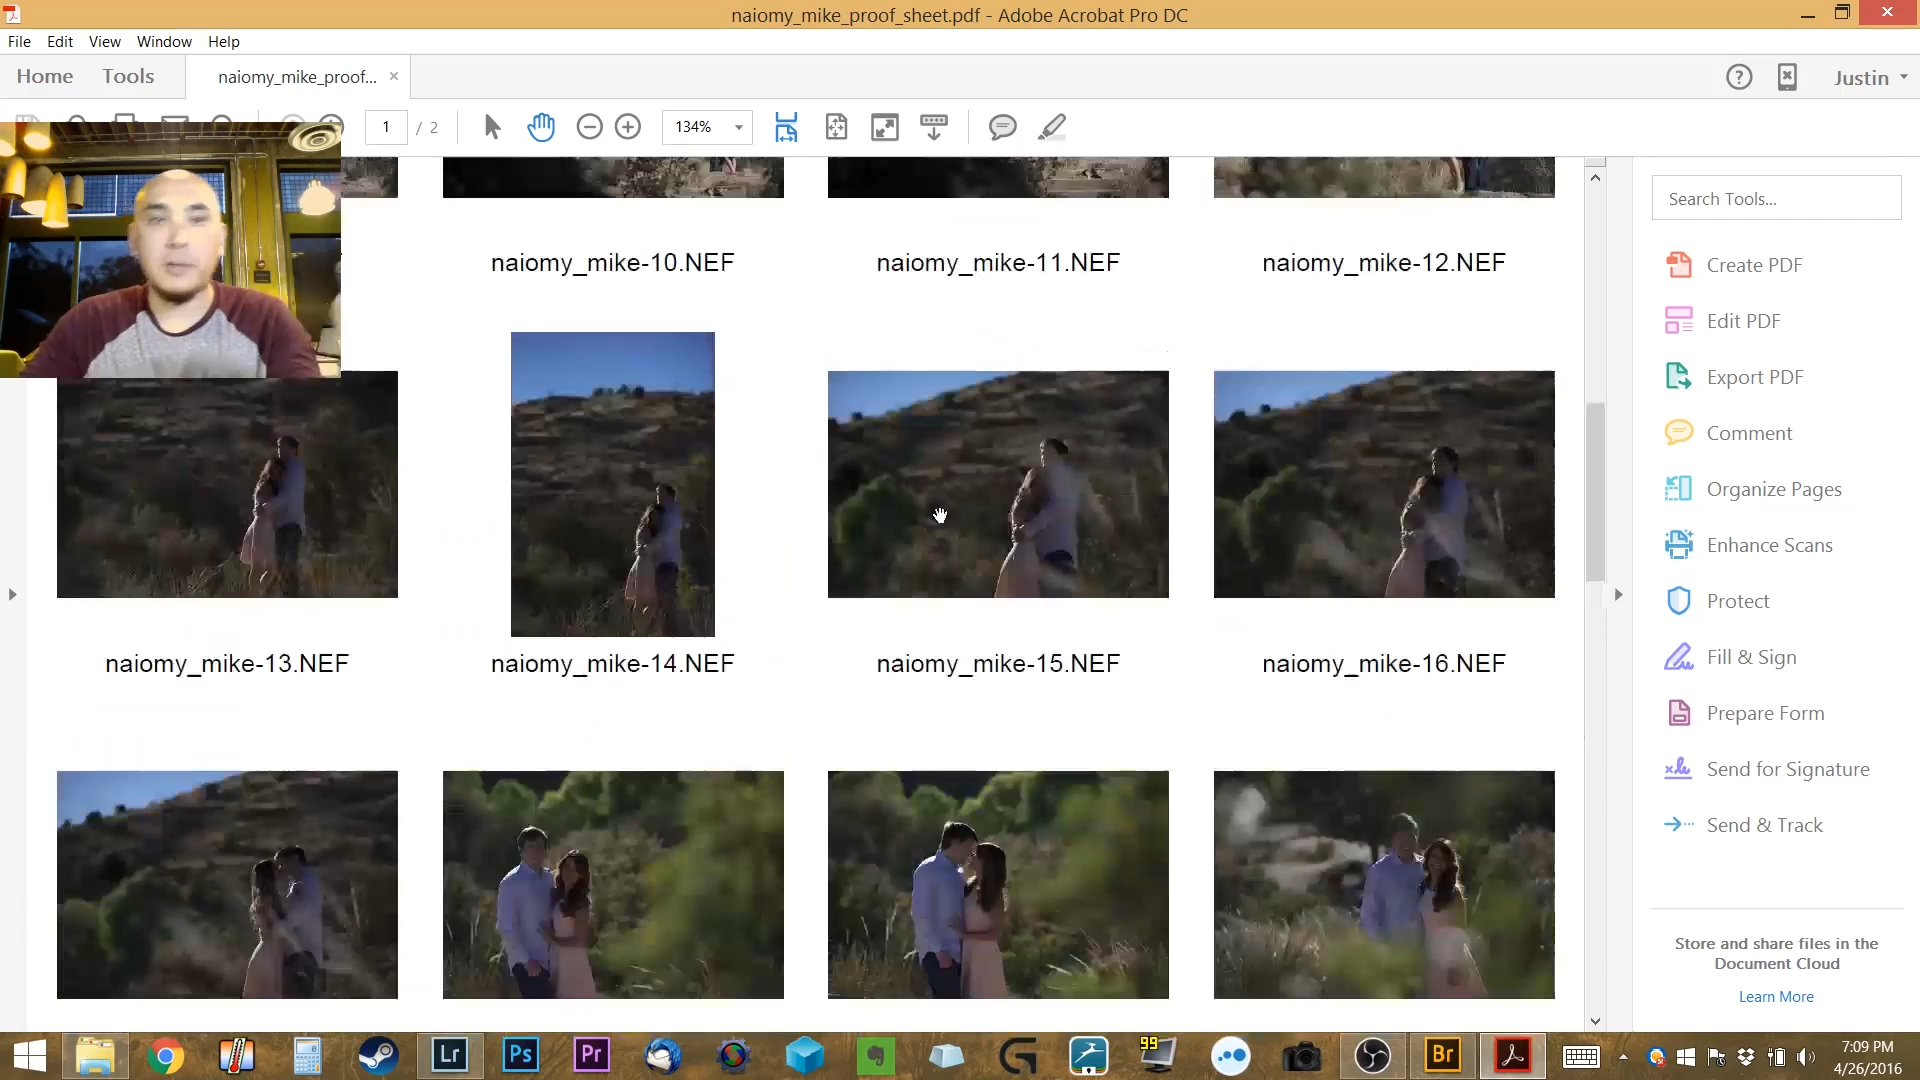 naiomy_mike_proof_sheet.pdf - Adobe Acrobat Pro DC
File Edit View Window Help
Home Tools naiomy_mike_proof... ×
Justin
1 / 2 134%
Search Tools...
naiomy_mike-10.NEF naiomy_mike-11.NEF naiomy_mike-12.NEF
Create PDF
Edit PDF
Export PDF
Comment
Organize Pages
Enhance Scans
Protect
naiomy_mike-13.NEF naiomy_mike-14.NEF naiomy_mike-15.NEF naiomy_mike-16.NEF
Fill & Sign
Prepare Form
Send for Signature
Send & Track
Store and share files in the
Document Cloud
Learn More
Lr Ps Pr 99 Br
7:09 PM
4/26/2016